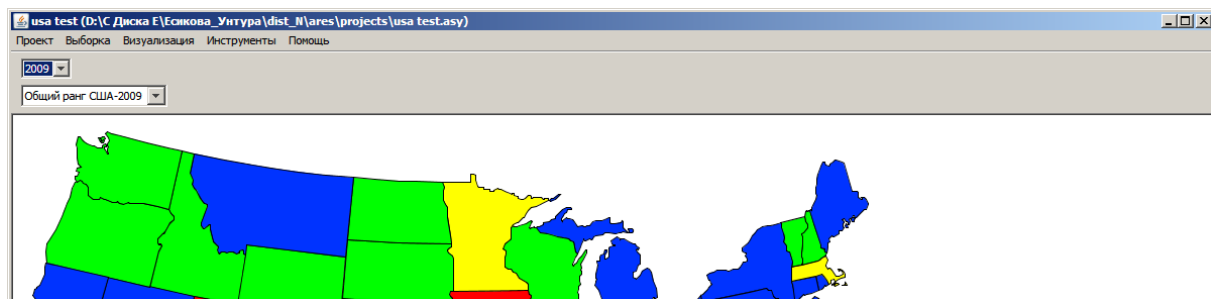 usa test (D:\С Диска E\Есикова_Унтура\dist_N\ares\projects\usa test.asy)
Проект Выборка Визуализация Инструменты Помощь
2009
Общий ранг США-2009